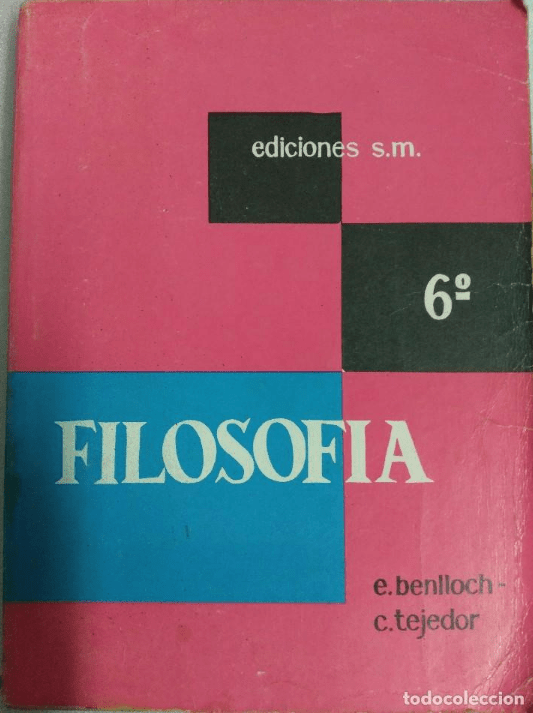 ediciones s.m.
6º
FILOSOFIA
e.benlloch-
c.tejedor
todocoleccion